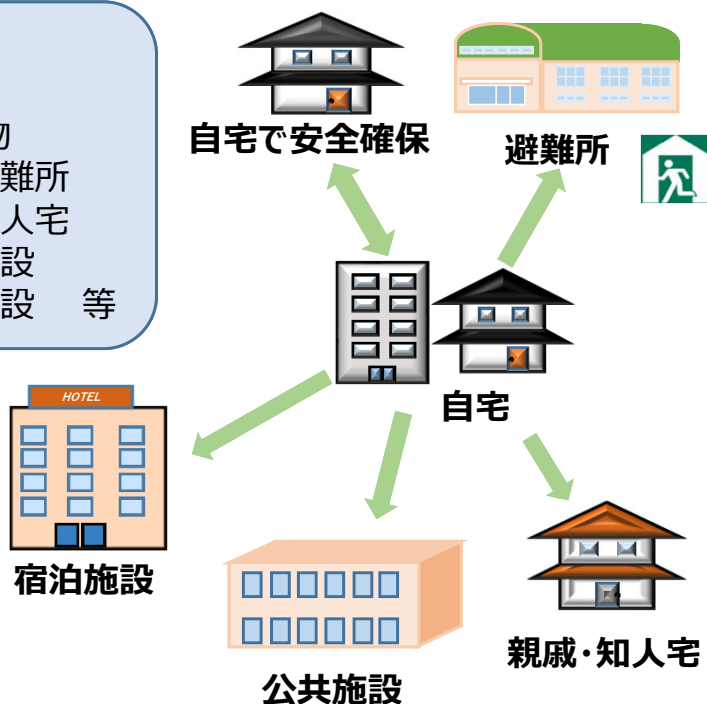 物
難所
人宅
設
設 等
自宅で安全確保
避難所
自宅
HOTEL
宿泊施設
公共施設
親戚・知人宅